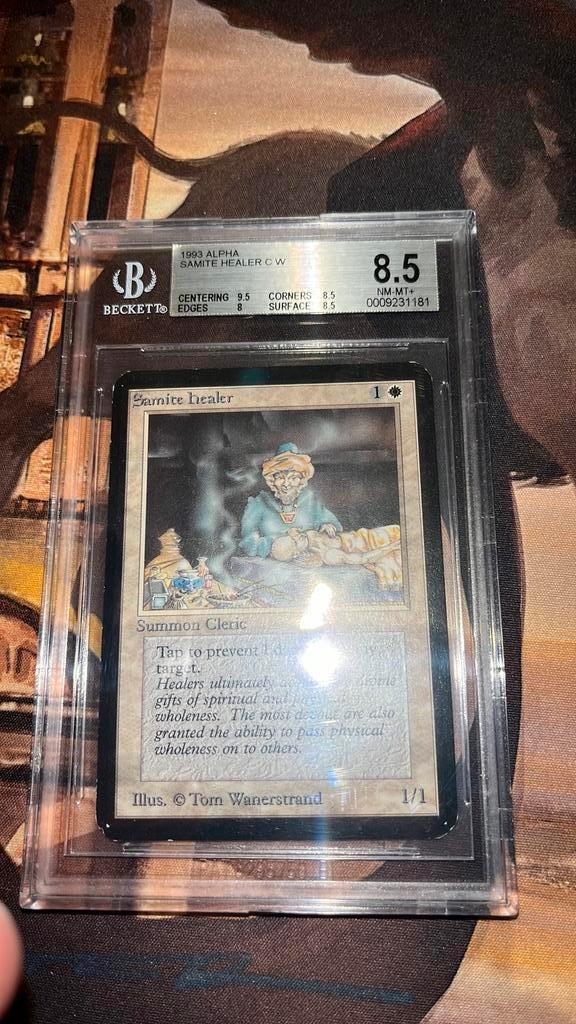 1993 ALPHA
SAMITE HEALER C W
8.5
NM-MT+
0009231181
CENTERING 9.5 CORNERS 8.5
EDGES 8 SURFACE 8.5
B
BECKETT®
Samite Healer 1
Summon Cleric
Tap to prevent 1
target.
Healers ultimately
gifts of spiritual and
wholeness. The most devout are also
granted the ability to pass physical
wholeness on to others.
Illus. © Tom Wanerstrand 1/1